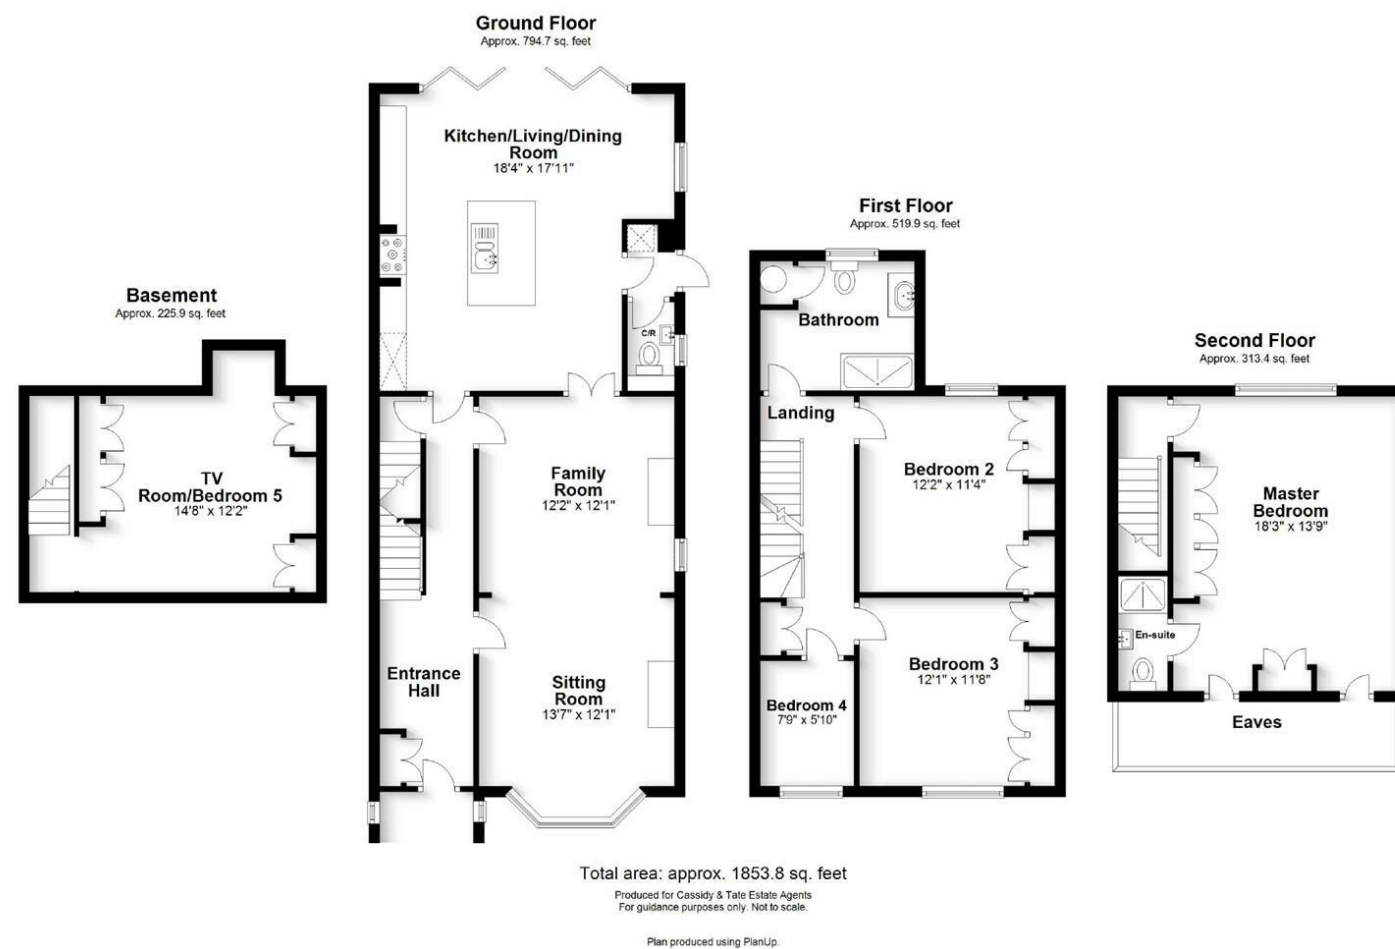 Ground Floor
Approx. 794.7 sq. feet
Kitchen/Living/Dining
Room
18'4" x 17'11"
C/R
Family
Room
12'2" x 12'1"
Entrance
Hall
Sitting
Room
13'7" x 12'1"
Basement
Approx. 225.9 sq. feet
TV
Room/Bedroom 5
14'8" x 12'2"
First Floor
Approx. 519.9 sq. feet
Bathroom
Landing
Bedroom 2
12'2" x 11'4"
Bedroom 3
12'1" x 11'8"
Bedroom 4
7'9" x 5'10"
Second Floor
Approx. 313.4 sq. feet
Master
Bedroom
18'3" x 13'9"
En-suite
Eaves
Total area: approx. 1853.8 sq. feet
Produced for Cassidy & Tate Estate Agents
For guidance purposes only. Not to scale.
Plan produced using PlanUp.